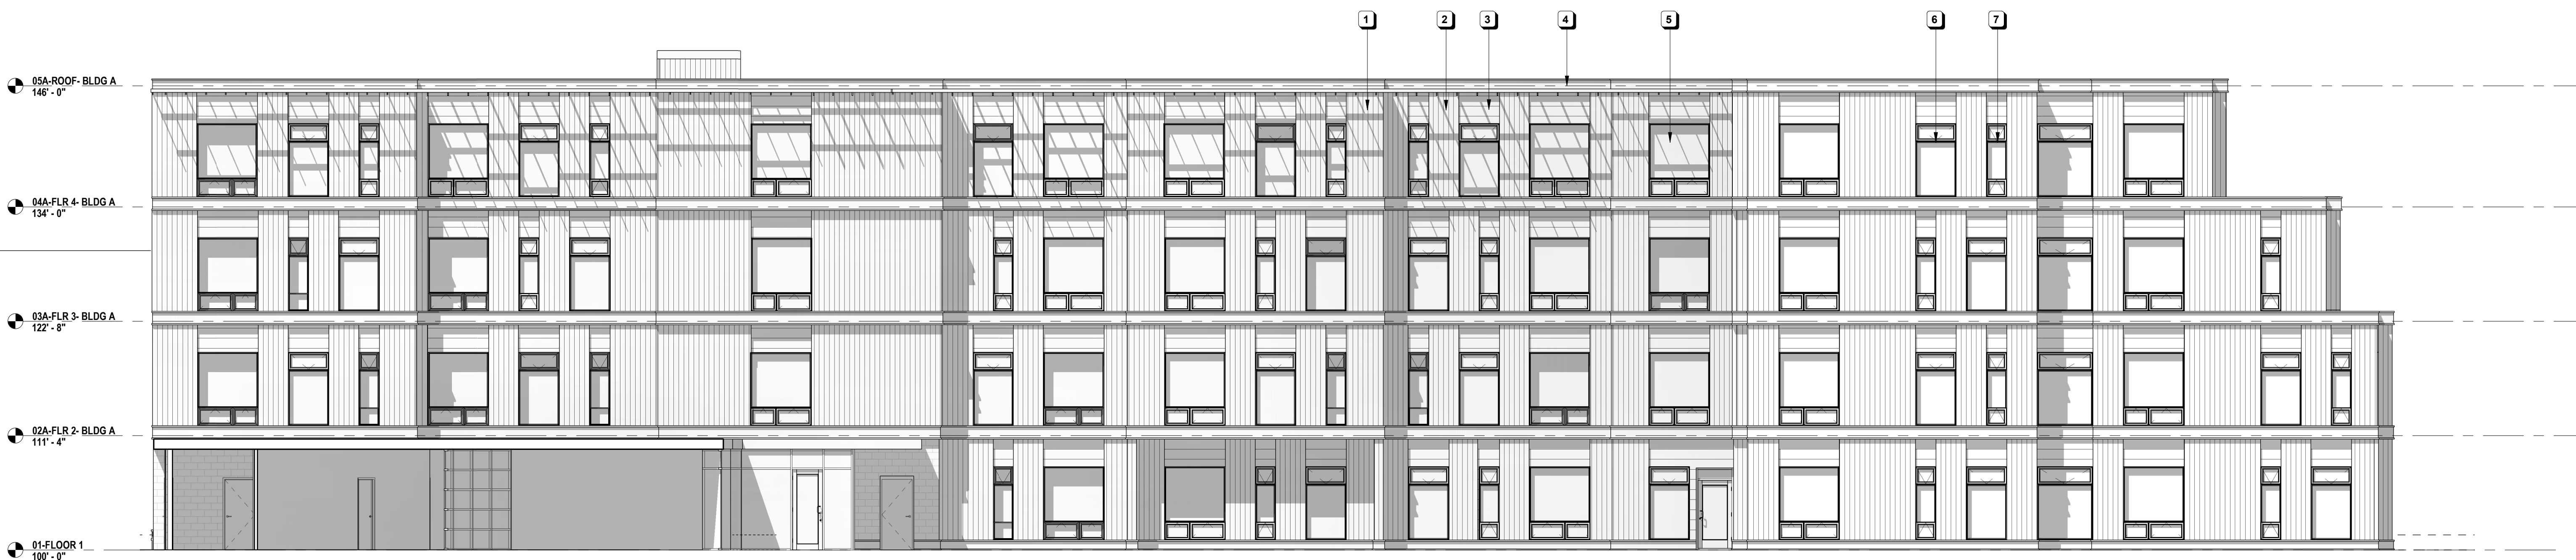 1 2 3 4 5 6 7
05A-ROOF- BLDG A
146' - 0"
04A-FLR 4- BLDG A
134' - 0"
03A-FLR 3- BLDG A
122' - 8"
02A-FLR 2- BLDG A
111' - 4"
01-FLOOR 1
100' - 0"